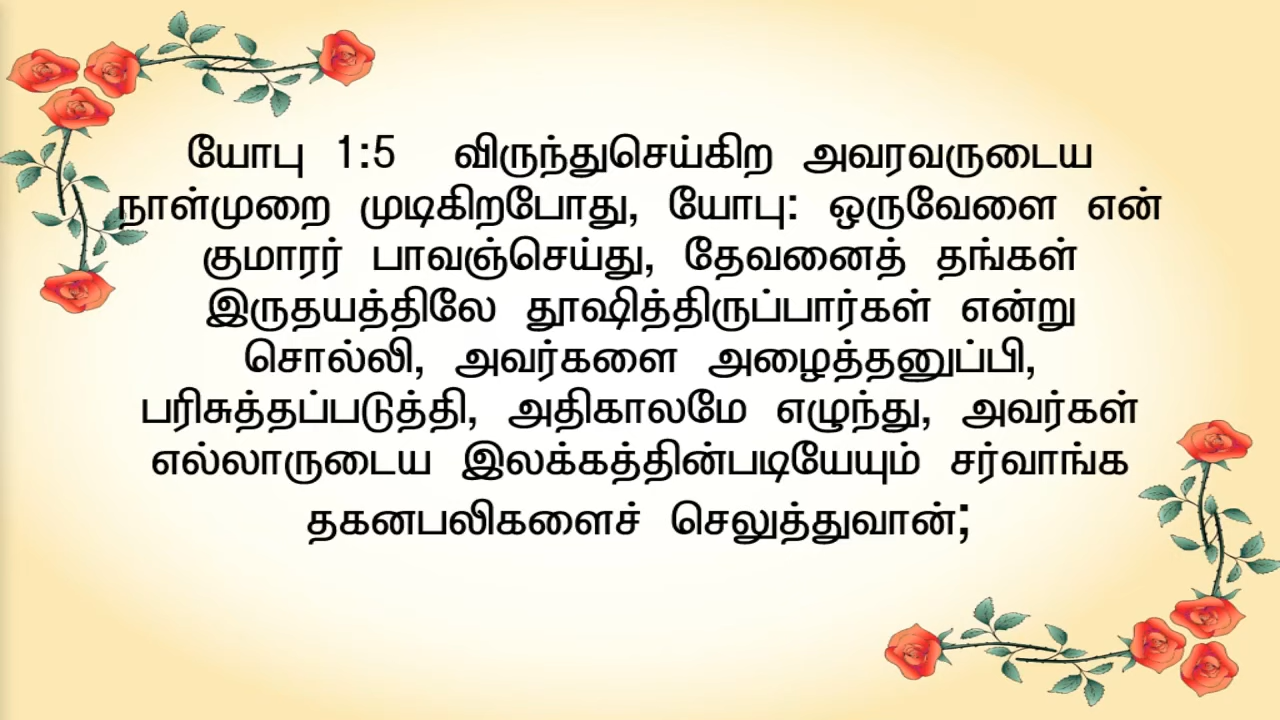 யோபு 1:5 விருந்துசெய்கிற அவரவருடைய
நாள்முறை முடிகிறபோது, யோபு: ஒருவேளை என்
குமாரர் பாவஞ்செய்து, தேவனைத் தங்கள்
இருதயத்திலே தூஷித்திருப்பார்கள் என்று
சொல்லி, அவர்களை அழைத்தனுப்பி,
பரிசுத்தப்படுத்தி, அதிகாலமே எழுந்து, அவர்கள்
எல்லாருடைய இலக்கத்தின்படியேயும் சர்வாங்க
தகனபலிகளைச் செலுத்துவான்;